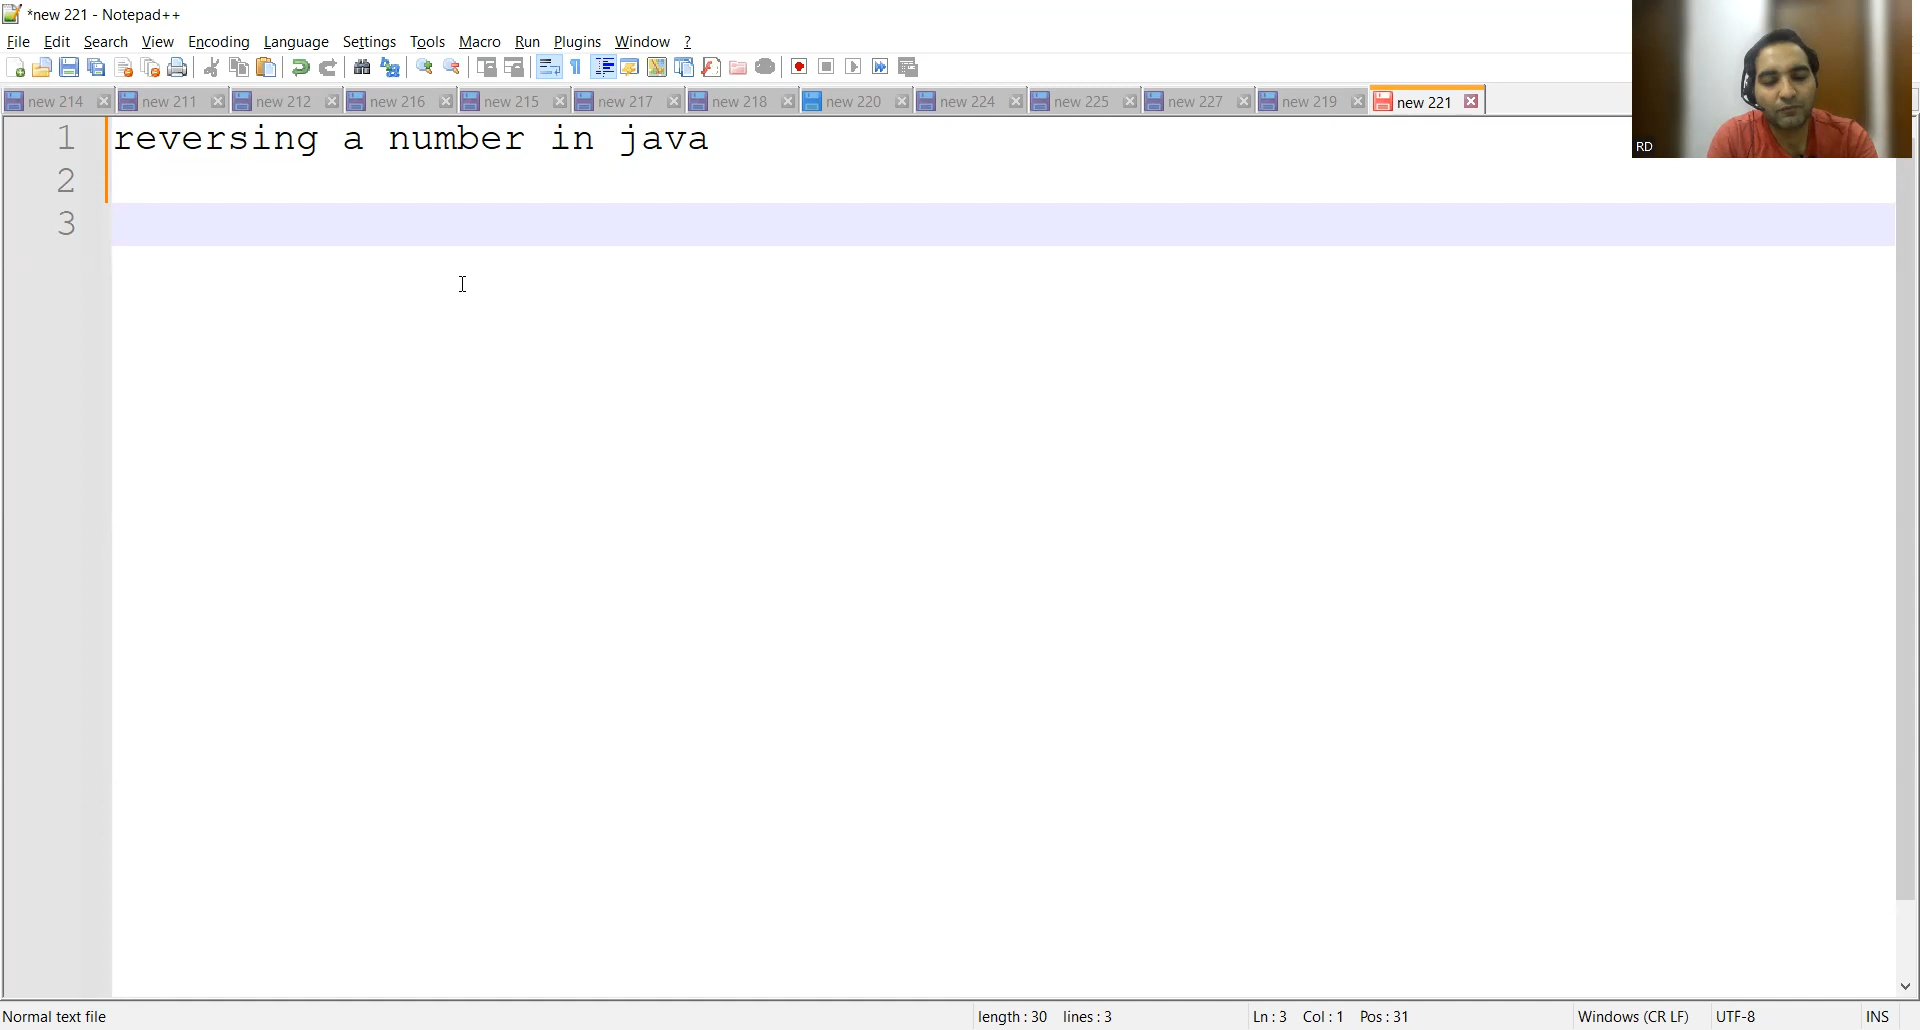 *new 221 - Notepad++
File Edit Search View Encoding Language Settings Tools Macro Run Plugins Window ?
new 214 new 211 new 212 new 216 new 215 new 217 new 218 new 220 new 224 new 225 new 227 new 219 new 221
RD
1 reversing a number in java
2
3
Normal text file length : 30 lines : 3 Ln : 3 Col : 1 Pos : 31 Windows (CR LF) UTF-8 INS